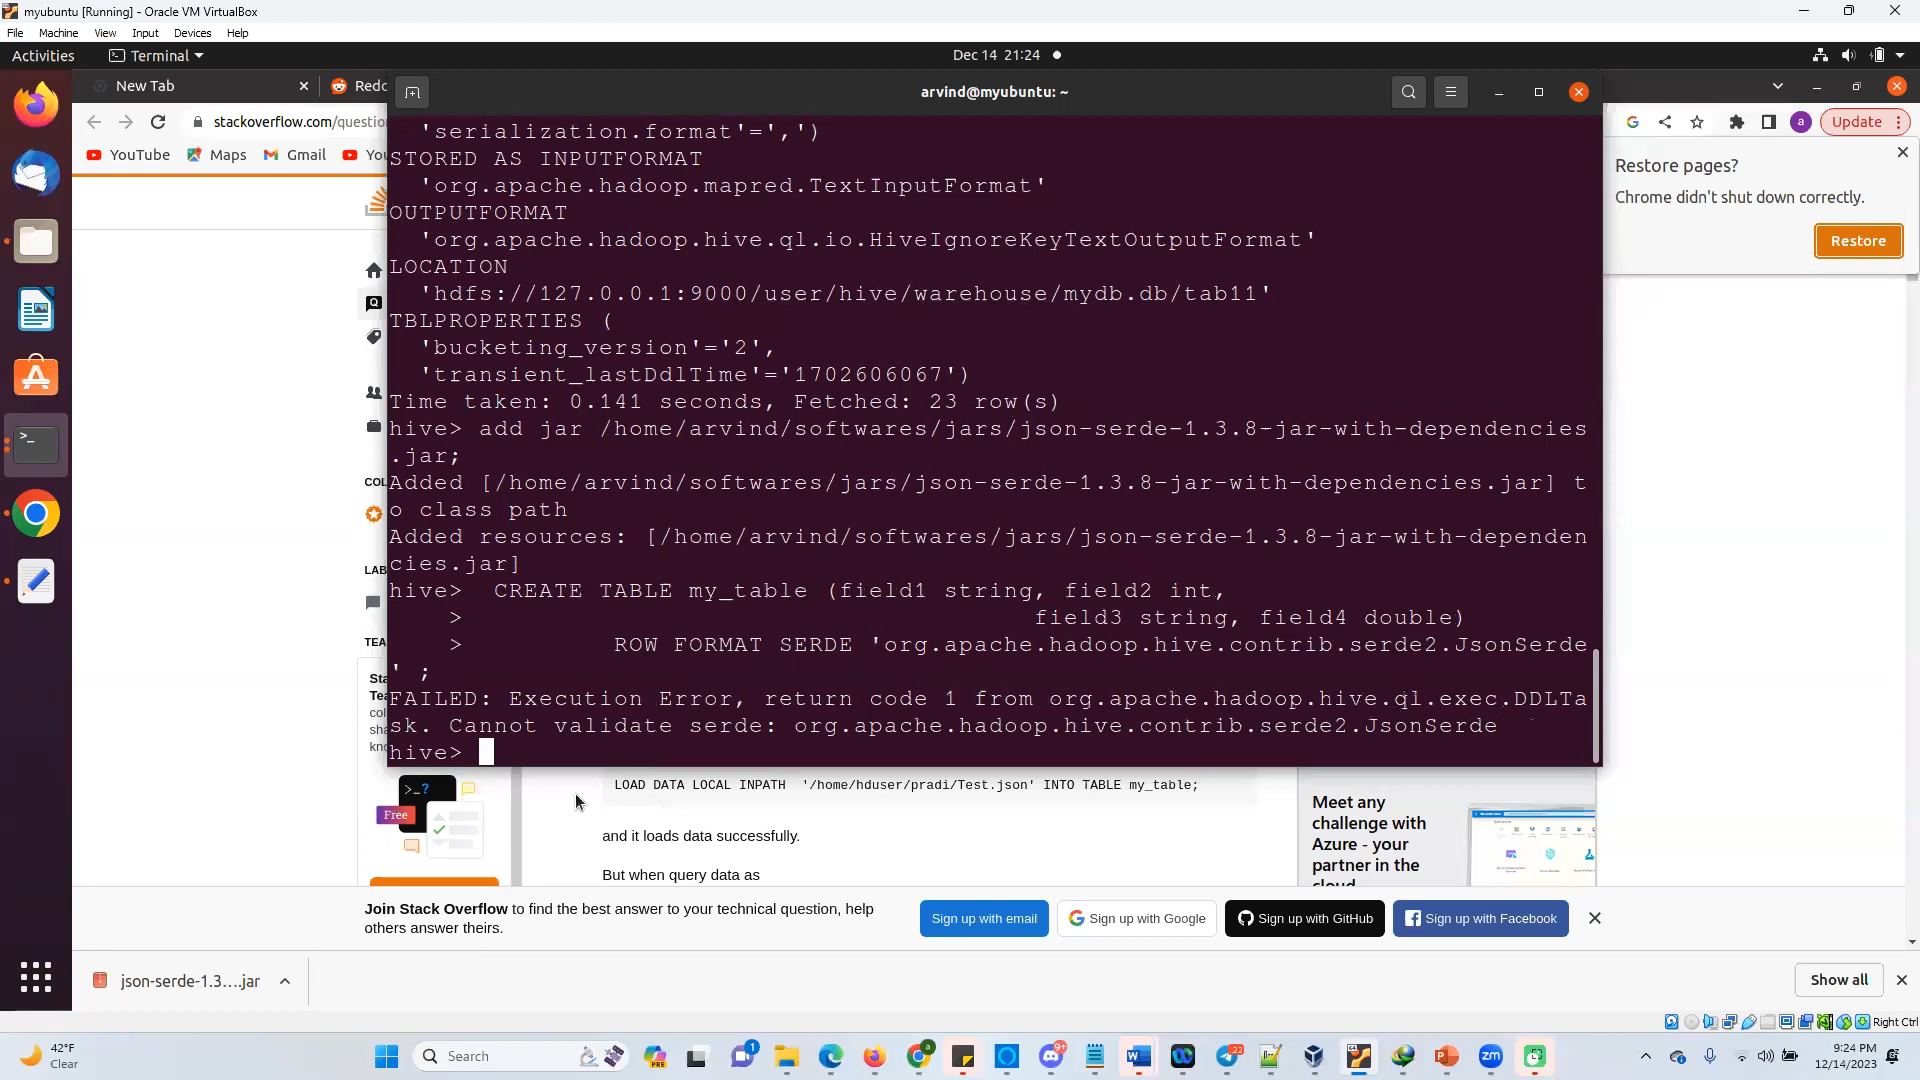 myubuntu [Running] - Oracle VM VirtualBox
File Machine View Input Devices Help
Activities Terminal Dec 14 21:24
New Tab
Redd
arvind@myubuntu: ~
stackoverflow.com/questio
Update
YouTube Maps Gmail You
Restore pages?
Chrome didn't shut down correctly.
Restore
'serialization.format'=',')
STORED AS INPUTFORMAT
'org.apache.hadoop.mapred.TextInputFormat'
OUTPUTFORMAT
'org.apache.hadoop.hive.ql.io.HiveIgnoreKeyTextOutputFormat'
LOCATION
'hdfs://127.0.0.1:9000/user/hive/warehouse/mydb.db/tab11'
TBLPROPERTIES (
'bucketing_version'='2',
'transient_lastDdlTime'='1702606067')
Time taken: 0.141 seconds, Fetched: 23 row(s)
hive> add jar /home/arvind/softwares/jars/json-serde-1.3.8-jar-with-dependencies
.jar;
Added [/home/arvind/softwares/jars/json-serde-1.3.8-jar-with-dependencies.jar] t
o class path
Added resources: [/home/arvind/softwares/jars/json-serde-1.3.8-jar-with-dependen
cies.jar]
hive> CREATE TABLE my_table (field1 string, field2 int,
> field3 string, field4 double)
> ROW FORMAT SERDE 'org.apache.hadoop.hive.contrib.serde2.JsonSerde
' ;
FAILED: Execution Error, return code 1 from org.apache.hadoop.hive.ql.exec.DDLTa
sk. Cannot validate serde: org.apache.hadoop.hive.contrib.serde2.JsonSerde
hive>
COL
LAB
TEA
Sta
Tea
col
sha
kno
>_?
Free
LOAD DATA LOCAL INPATH '/home/hduser/pradi/Test.json' INTO TABLE my_table;
and it loads data successfully.
But when query data as
Meet any
challenge with
Azure - your
partner in the
cloud
Join Stack Overflow to find the best answer to your technical question, help
others answer theirs.
Sign up with email
Sign up with Google
Sign up with GitHub
Sign up with Facebook
json-serde-1.3....jar
Show all
Right Ctrl
42°F
Clear
Search
9:24 PM
12/14/2023